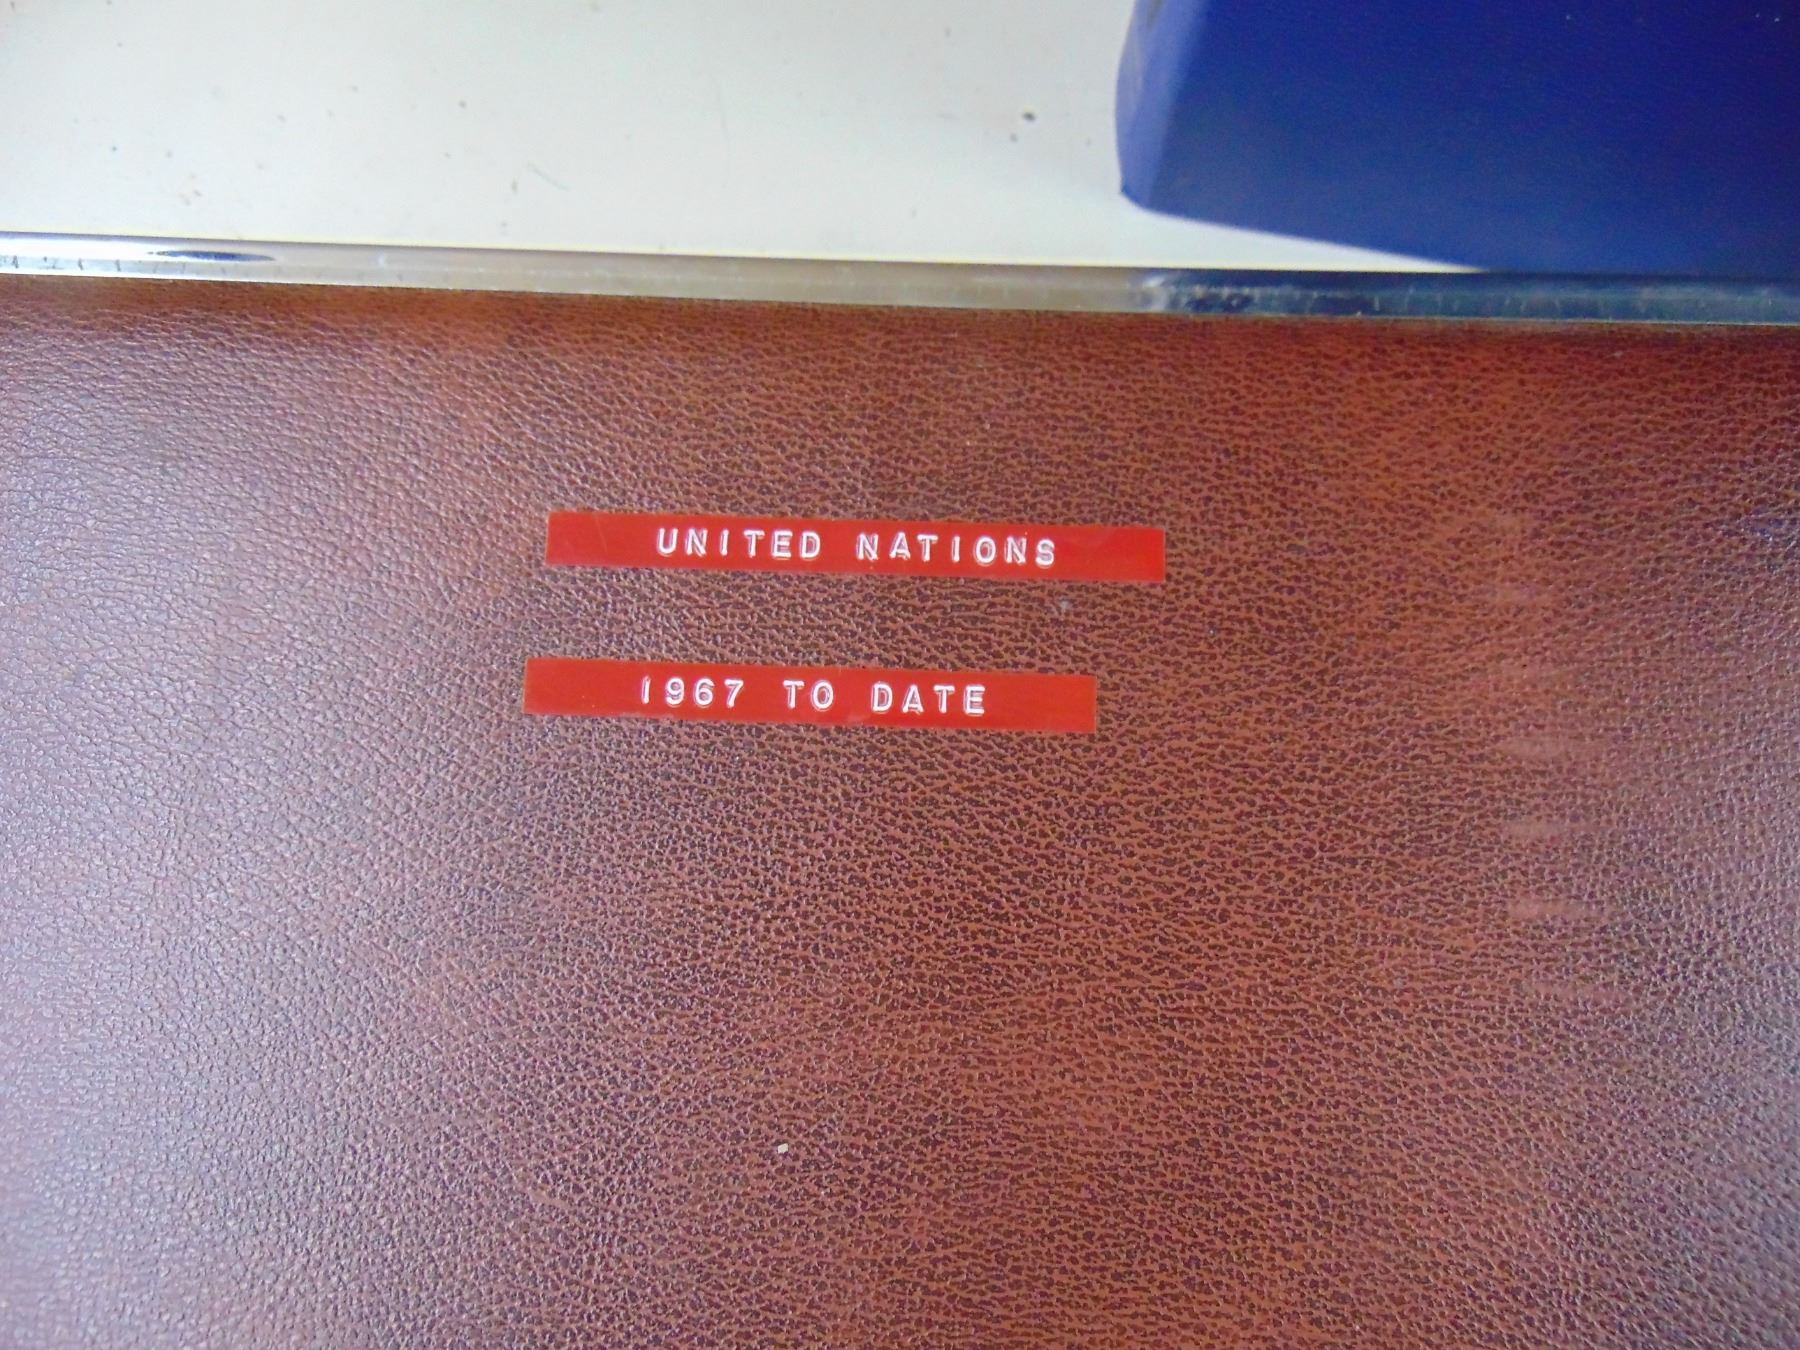 UNITED NATIONS
1967 TO DATE